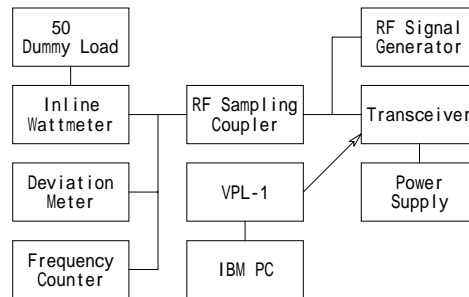 50
Dummy Load
RF Signal
Generator
Inline
Wattmeter
RF Sampling
Coupler
Transceiver
Deviation
Meter
VPL-1
Power
Supply
Frequency
Counter
IBM PC